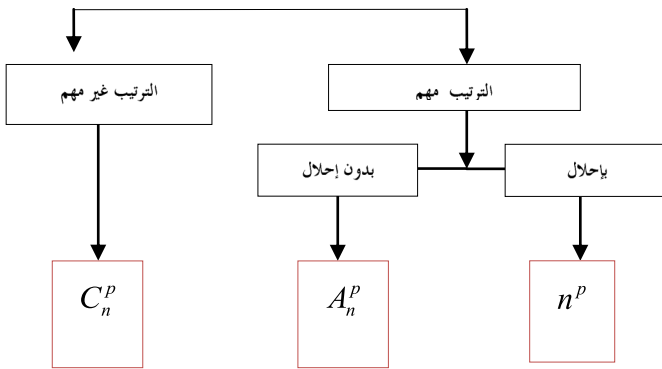 الترتيب مهم
الترتيب غير مهم
بإحلال
بدون إحلال
n^p
A_n^p
C_n^p